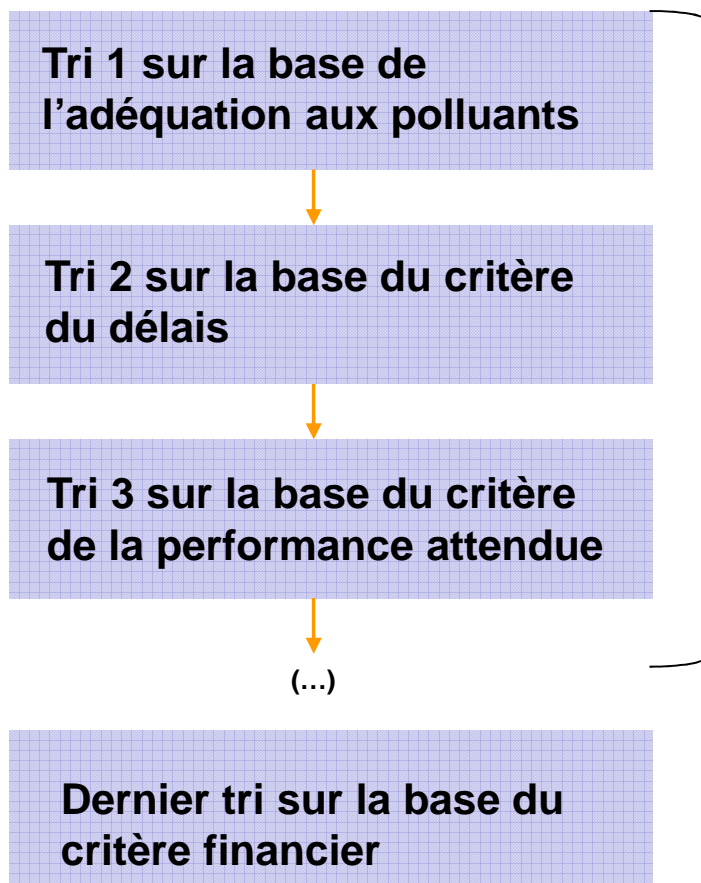 Tri 1 sur la base de
l’adéquation aux polluants
Tri 2 sur la base du critère
du délais
Tri 3 sur la base du critère
de la performance attendue
(…)
Dernier tri sur la base du
critère financier